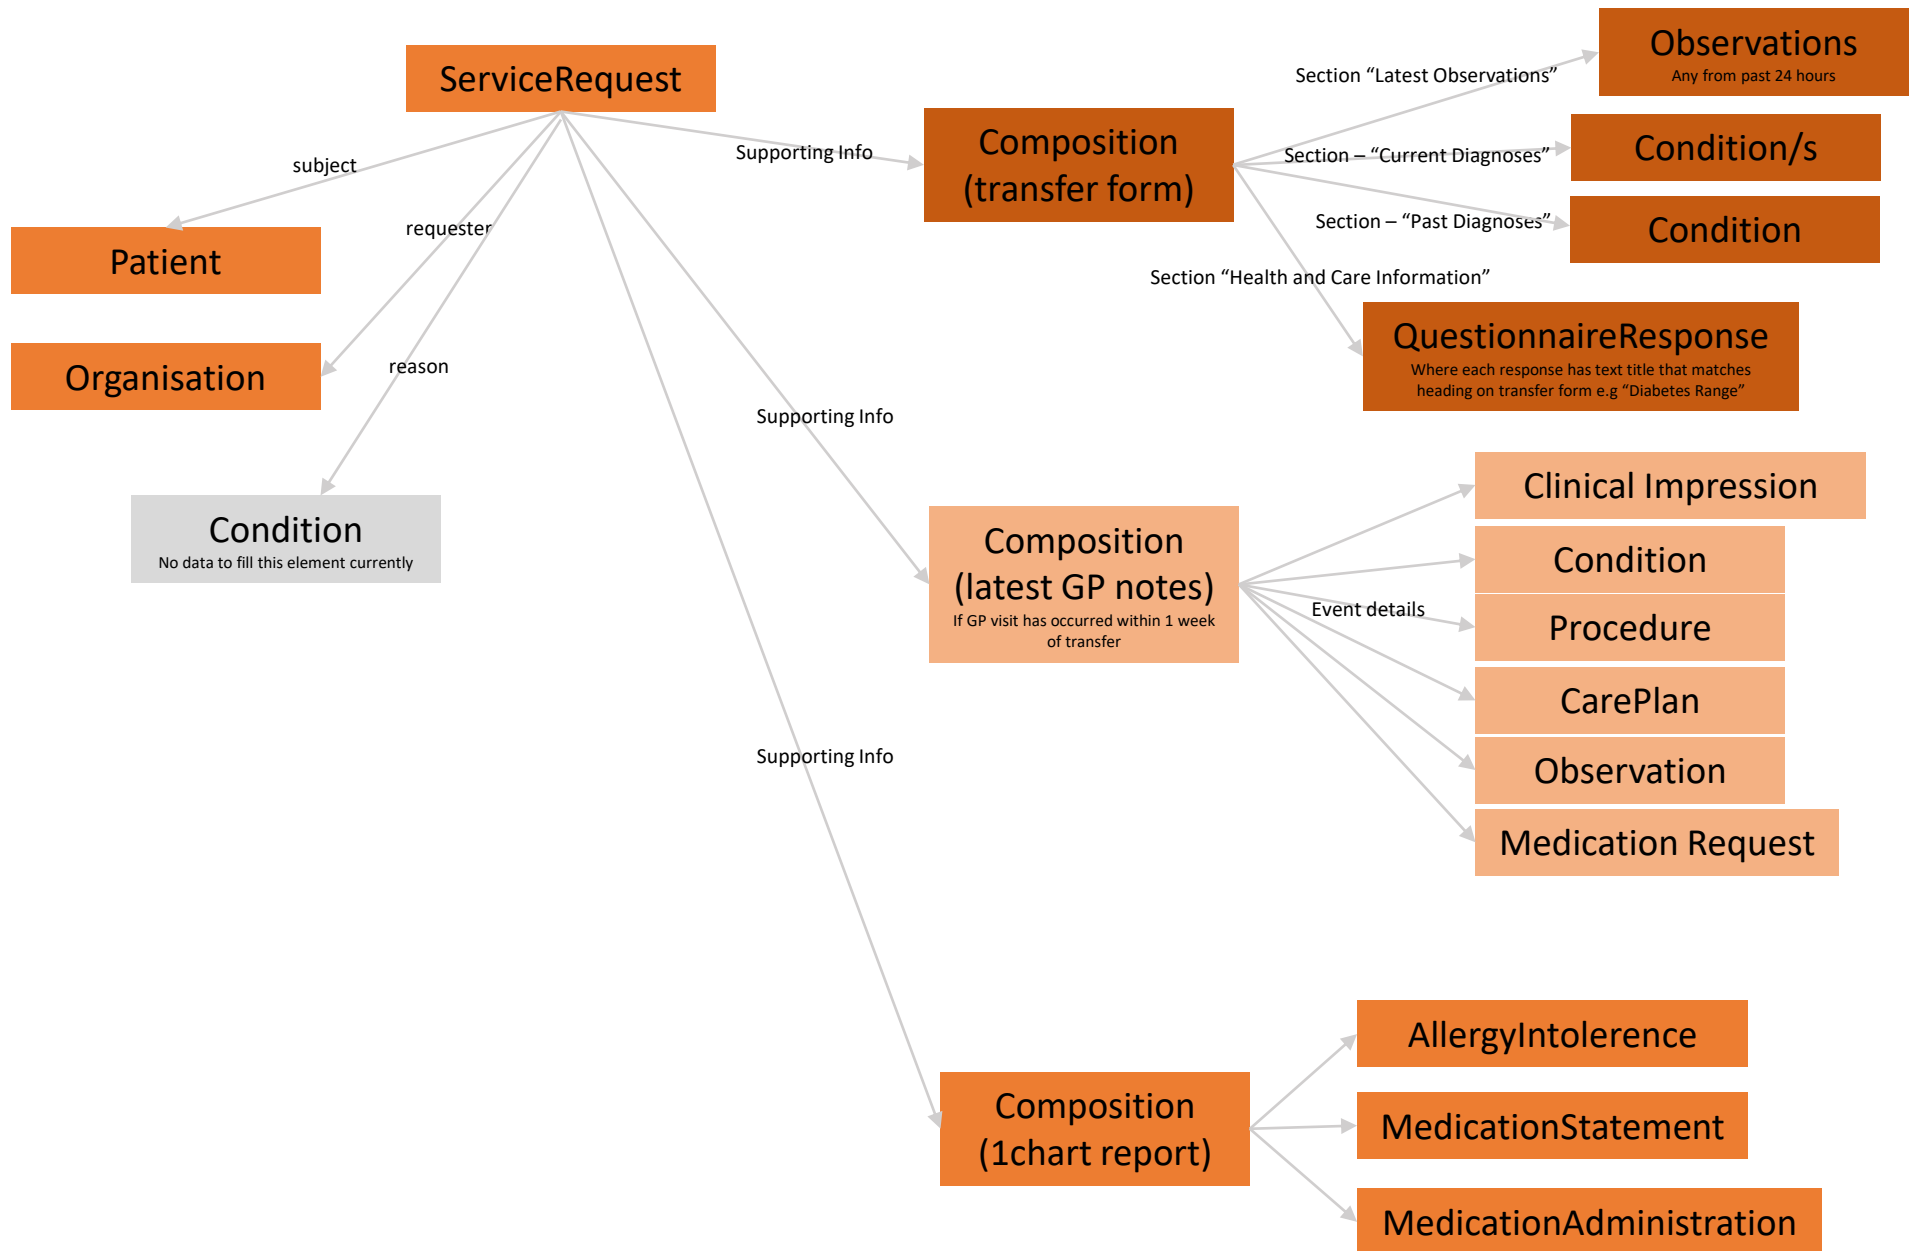 ServiceRequest
subject
requester
reason
Patient
Organisation
Condition
No data to fill this element currently
Supporting Info
Composition
(transfer form)
Section “Latest Observations”
Observations
Any from past 24 hours
Section – “Current Diagnoses”
Condition/s
Section – “Past Diagnoses”
Condition
Section “Health and Care Information”
QuestionnaireResponse
Where each response has text title that matches
heading on transfer form e.g “Diabetes Range”
Supporting Info
Composition
(latest GP notes)
If GP visit has occurred within 1 week
of transfer
Event details
Clinical Impression
Condition
Procedure
CarePlan
Observation
Medication Request
Supporting Info
Composition
(1chart report)
AllergyIntolerence
MedicationStatement
MedicationAdministration